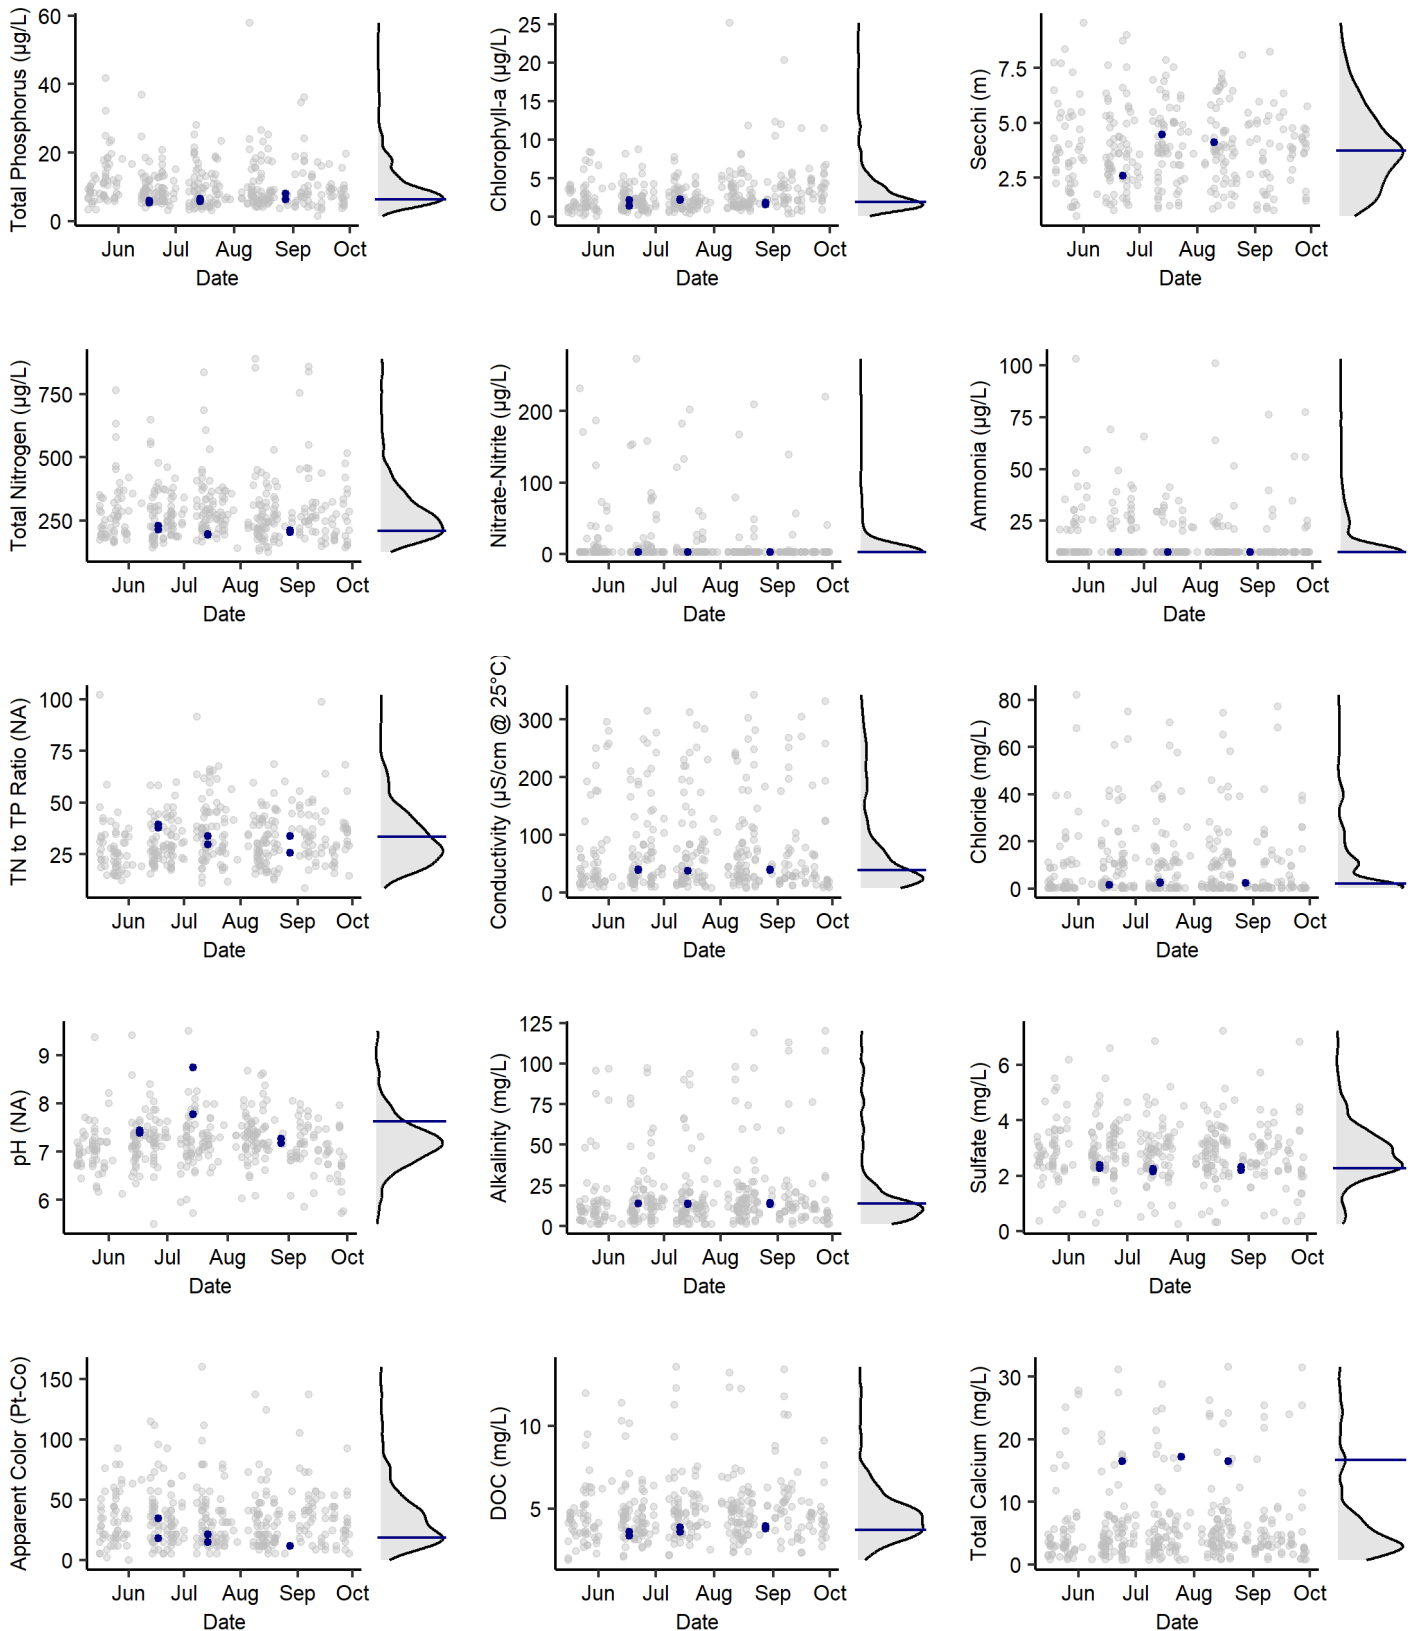 Total Phosphorus (µg/L)
60
40
20
0
Jun Jul Aug Sep Oct
Date
Chlorophyll-a (µg/L)
25
20
15
10
5
0
Jun Jul Aug Sep Oct
Date
Secchi (m)
7.5
5.0
2.5
Jun Jul Aug Sep Oct
Date
Total Nitrogen (µg/L)
750
500
250
Jun Jul Aug Sep Oct
Date
Nitrate-Nitrite (µg/L)
200
100
0
Jun Jul Aug Sep Oct
Date
Ammonia (µg/L)
100
75
50
25
Jun Jul Aug Sep Oct
Date
TN to TP Ratio (NA)
100
75
50
25
Jun Jul Aug Sep Oct
Date
Conductivity (µS/cm @ 25°C)
300
200
100
0
Jun Jul Aug Sep Oct
Date
Chloride (mg/L)
80
60
40
20
0
Jun Jul Aug Sep Oct
Date
pH (NA)
9
8
7
6
Jun Jul Aug Sep Oct
Date
Alkalinity (mg/L)
125
100
75
50
25
0
Jun Jul Aug Sep Oct
Date
Sulfate (mg/L)
6
4
2
0
Jun Jul Aug Sep Oct
Date
Apparent Color (Pt-Co)
150
100
50
0
Jun Jul Aug Sep Oct
Date
DOC (mg/L)
10
5
Jun Jul Aug Sep Oct
Date
Total Calcium (mg/L)
30
20
10
0
Jun Jul Aug Sep Oct
Date